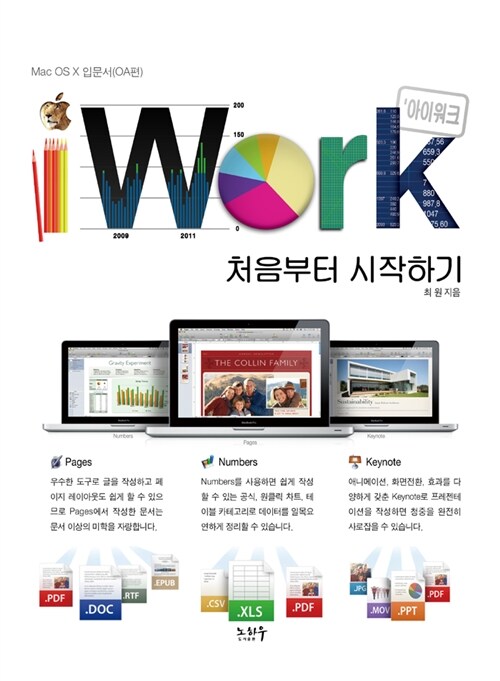 Mac OS X 입문서(OA편)
iWork
'아이워크
200
150
0
2009
2011
처음부터 시작하기
최 원 지음
Gravity Experiment
THE COLLIN FAMILY
Sustainability
Numbers
Pages
Keynote
Pages
우수한 도구로 글을 작성하고 페
이지 레이아웃도 쉽게 할 수 있으
므로 Pages에서 작성한 문서는
문서 이상의 미학을 자랑합니다.
Numbers
Numbers를 사용하면 쉽게 작성
할 수 있는 공식, 원클릭 차트, 테
이블 카테고리로 데이터를 일목요
연하게 정리할 수 있습니다.
Keynote
애니메이션, 화면전환, 효과를 다
양하게 갖춘 Keynote로 프레젠테
이션을 작성하면 청중을 완전히
사로잡을 수 있습니다.
.PDF
.DOC
.RTF
.EPUB
.CSV
.XLS
.PDF
.JPG
.MOV
.PPT
.PDF
노하우